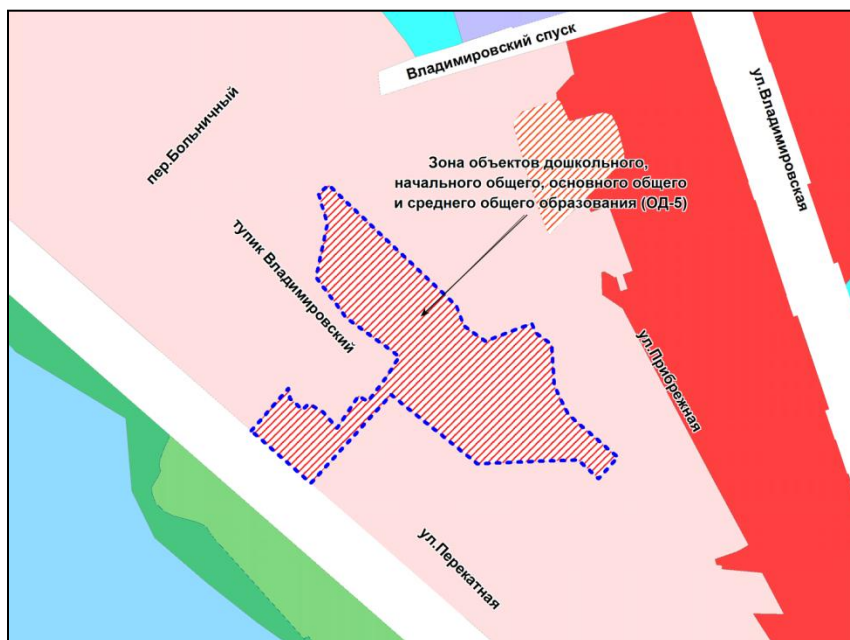 Владимировский спуск
ул.Владимировская
пер.Больничный
Зона объектов дошкольного,
начального общего, основного общего
и среднего общего образования (ОД-5)
тупик Владимировский
ул.Прибрежная
ул.Перекатная